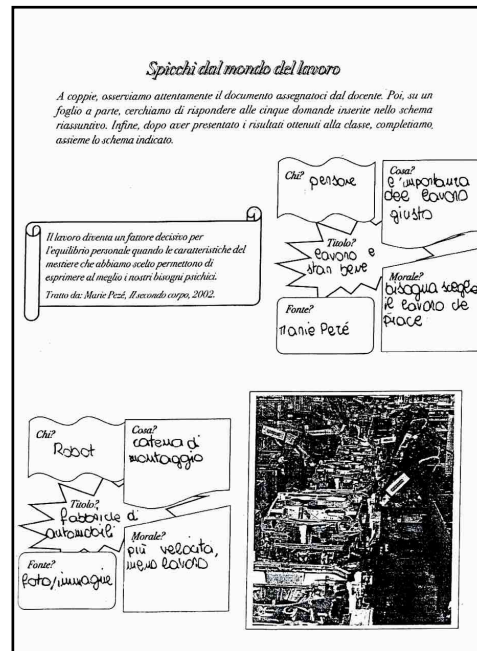 Spicchi dal mondo del lavoro
A coppie, osserviamo attentamente il documento assegnatoci dal docente. Poi, su un
foglio a parte, cerchiamo di rispondere alle cinque domande inserite nello schema
riassuntivo. Infine, dopo aver presentato i risultati ottenuti alla classe, completiamo
assieme lo schema indicato.
Chi? persone
Cosa?
l'importanza
del lavoro
giusto
Titolo?
lavoro e
star bene
Fonte?
Marie Pezé
Morale?
bisogna sceglie
il lavoro che
piace
Il lavoro diventa un fattore decisivo per
l'equilibrio personale quando le caratteristiche del
mestiere che abbiamo scelto permettono di
esprimere al meglio i nostri bisogni psichici.
Tratto da: Marie Pezé, Il secondo corpo, 2002.
Chi?
Robot
Cosa?
catena di
montaggio
Titolo?
fabbriche di
automobili
Fonte?
foto/immagine
Morale?
più velocità,
meno lavoro